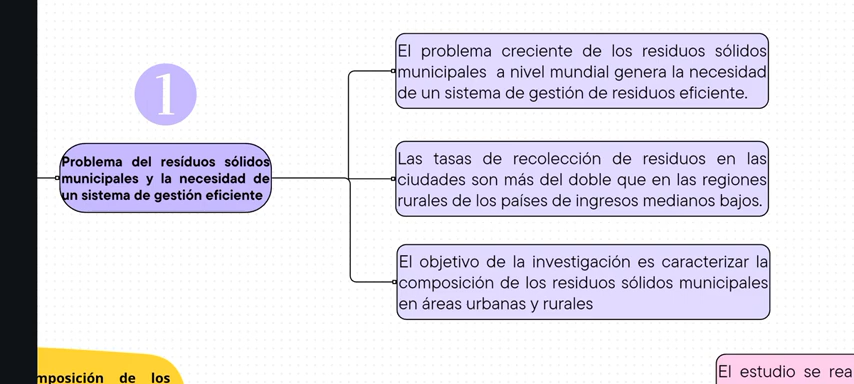 1
Problema del resíduos sólidos
municipales y la necesidad de
un sistema de gestión eficiente
El problema creciente de los residuos sólidos
municipales a nivel mundial genera la necesidad
de un sistema de gestión de residuos eficiente.
Las tasas de recolección de residuos en las
ciudades son más del doble que en las regiones
rurales de los países de ingresos medianos bajos.
El objetivo de la investigación es caracterizar la
composición de los residuos sólidos municipales
en áreas urbanas y rurales
mposición de los
El estudio se rea